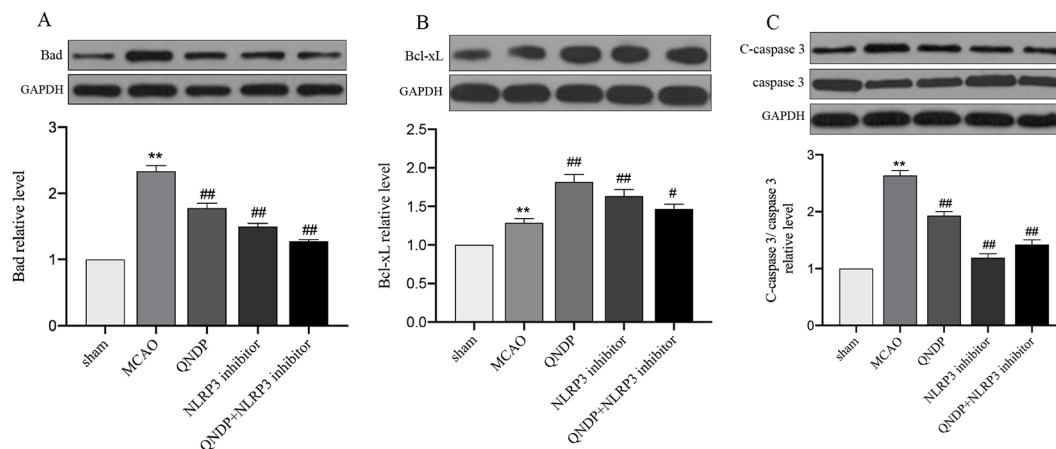 A
Bad
GAPDH
Bad relative level
3
2
1
0
**
##
##
##
sham
MCAO
QNDP
NLRP3 inhibitor
QNDP+NLRP3 inhibitor
B
Bcl-xL
GAPDH
Bcl-xL relative level
2.5
2.0
1.5
1.0
0.5
0.0
**
##
##
#
sham
MCAO
QNDP
NLRP3 inhibitor
QNDP+NLRP3 inhibitor
C
C-caspase 3
caspase 3
GAPDH
C-caspase 3/ caspase 3
relative level
3
2
1
0
**
##
##
##
sham
MCAO
QNDP
NLRP3 inhibitor
QNDP+NLRP3 inhibitor